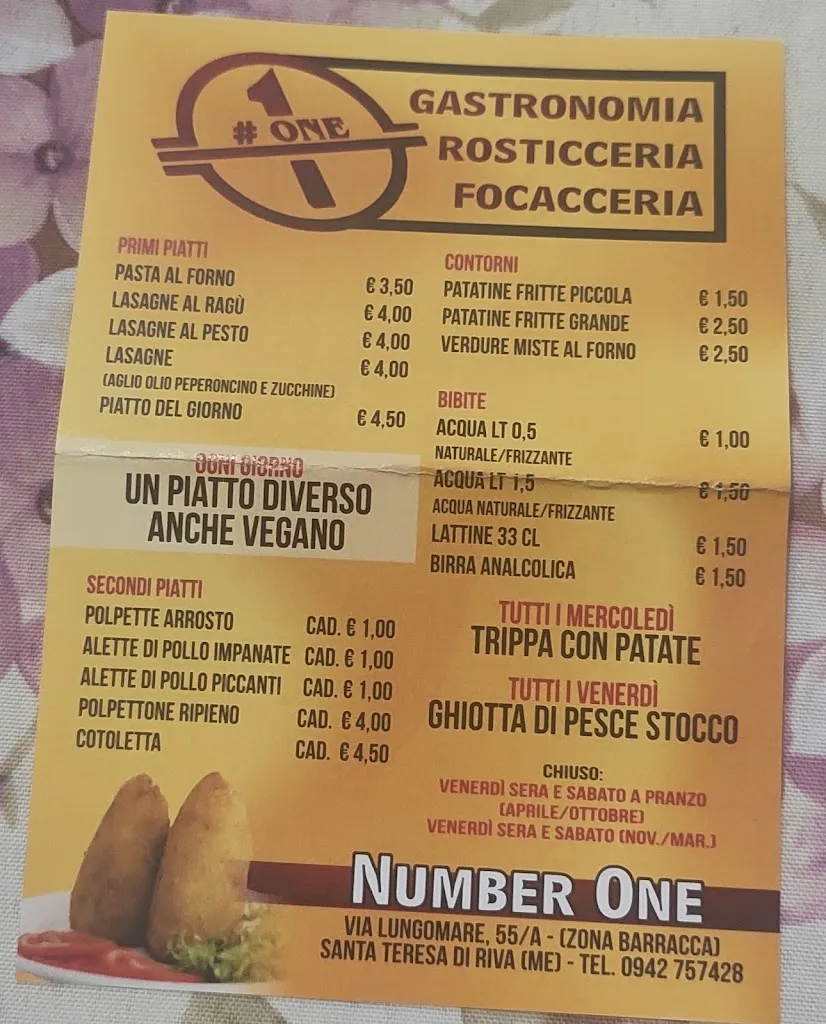 1
# ONE
GASTRONOMIA
ROSTICCERIA
FOCACCERIA
PRIMI PIATTI
PASTA AL FORNO € 3,50
LASAGNE AL RAGÙ € 4,00
LASAGNE AL PESTO € 4,00
LASAGNE € 4,00
(AGLIO OLIO PEPERONCINO E ZUCCHINE)
PIATTO DEL GIORNO € 4,50
OGNI GIORNO
UN PIATTO DIVERSO
ANCHE VEGANO
SECONDI PIATTI
POLPETTE ARROSTO CAD. € 1,00
ALETTE DI POLLO IMPANATE CAD. € 1,00
ALETTE DI POLLO PICCANTI CAD. € 1,00
POLPETTONE RIPIENO CAD. € 4,00
COTOLETTA CAD. € 4,50
CONTORNI
PATATINE FRITTE PICCOLA € 1,50
PATATINE FRITTE GRANDE € 2,50
VERDURE MISTE AL FORNO € 2,50
BIBITE
ACQUA LT 0,5 € 1,00
NATURALE/FRIZZANTE
ACQUA LT 1,5 € 1,50
ACQUA NATURALE/FRIZZANTE
LATTINE 33 CL € 1,50
BIRRA ANALCOLICA € 1,50
TUTTI I MERCOLEDÌ
TRIPPA CON PATATE
TUTTI I VENERDÌ
GHIOTTA DI PESCE STOCCO
CHIUSO:
VENERDÌ SERA E SABATO A PRANZO
(APRILE/OTTOBRE)
VENERDÌ SERA E SABATO (NOV./MAR.)
NUMBER ONE
VIA LUNGOMARE, 55/A - (ZONA BARRACCA)
SANTA TERESA DI RIVA (ME) - TEL. 0942 757428